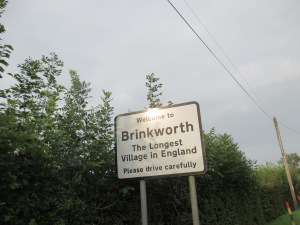 Welcome to
Brinkworth
The Longest
Village in England
Please drive carefully